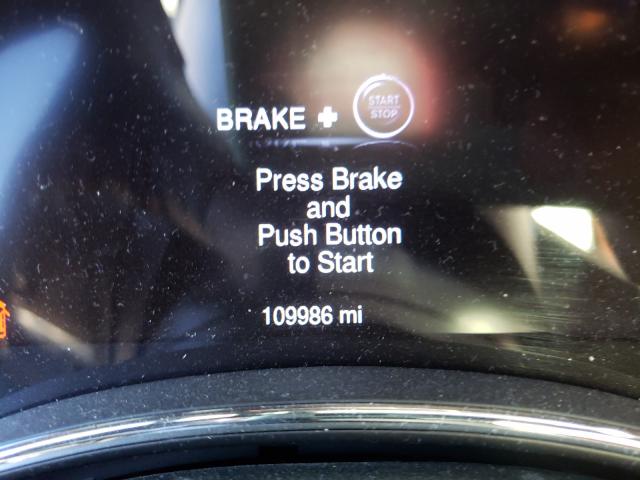 BRAKE + START STOP
Press Brake
and
Push Button
to Start
109986 mi